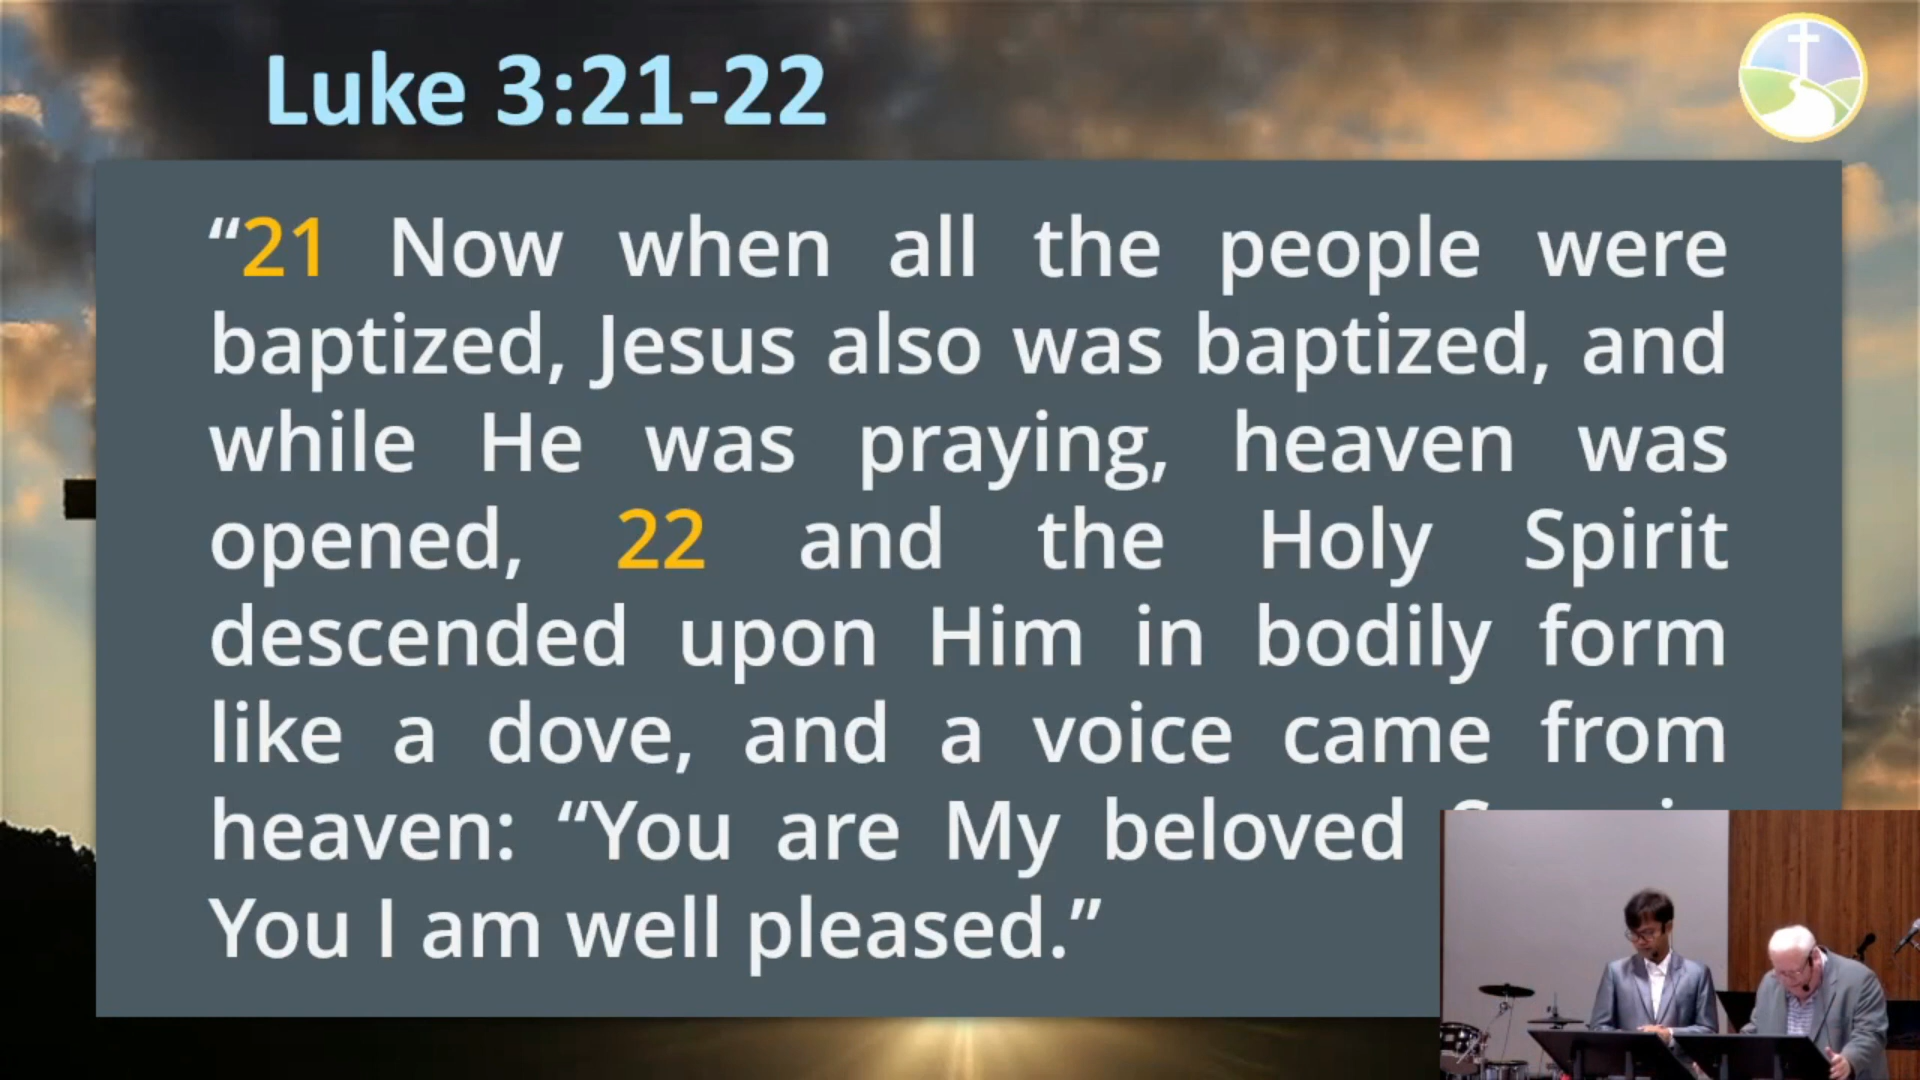 Luke 3:21-22
“21 Now when all the people were
baptized, Jesus also was baptized, and
while He was praying, heaven was
opened, 22 and the Holy Spirit
descended upon Him in bodily form
like a dove, and a voice came from
heaven: “You are My beloved
You I am well pleased.”